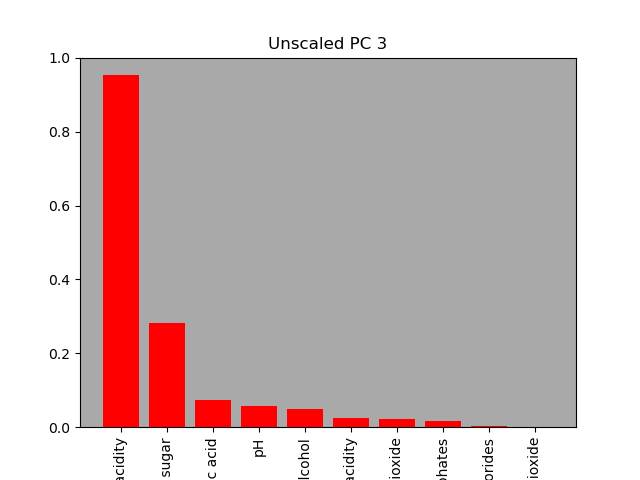 Unscaled PC 3
1.0
0.8
0.6
0.4
0.2
0.0
acidity
sugar
c acid
pH
lcohol
acidity
ioxide
phates
orides
ioxide